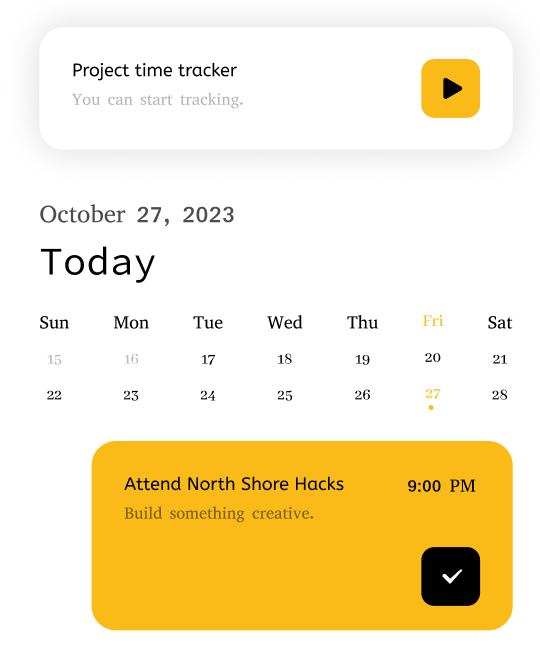 Project time tracker
You can start tracking.
October 27, 2023
Today
Sun Mon Tue Wed Thu Fri Sat
15 16 17 18 19 20 21
22 23 24 25 26 27 28
Attend North Shore Hacks 9:00 PM
Build something creative.